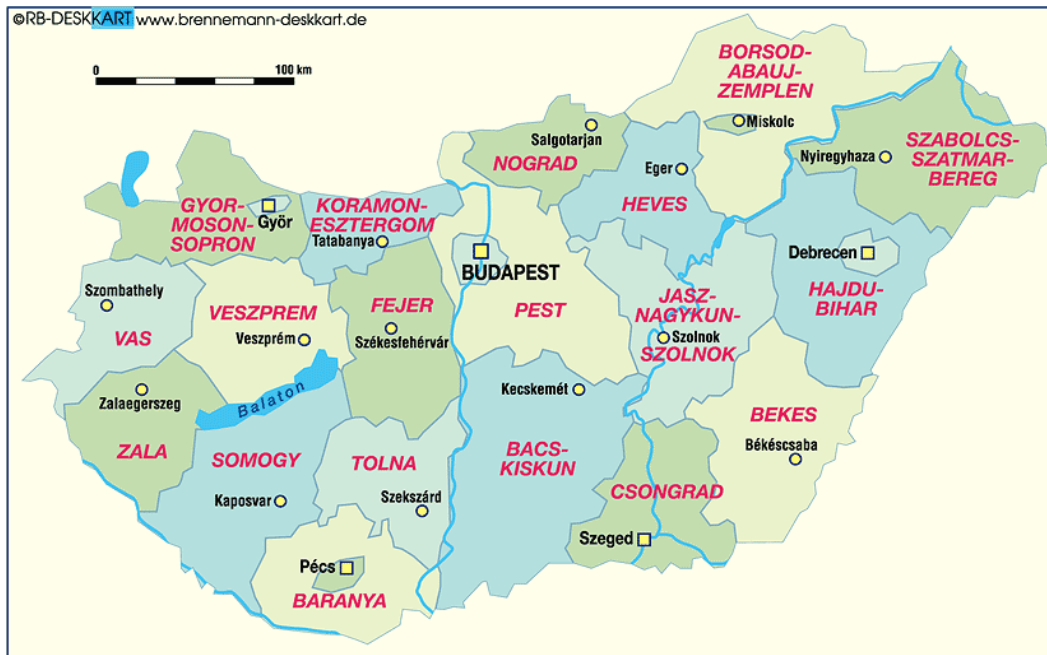 ©RB-DESKKART www.brennemann-deskkart.de
0 100 km
BORSOD-
ABAUJ-
ZEMPLEN
Miskolc
Salgotarjan
NOGRAD
Eger
HEVES
Nyiregyhaza
SZABOLCS-
SZATMAR-
BEREG
GYOR-
MOSON-
SOPRON
Györ
KORAMON-
ESZTERGOM
Tatabanya
BUDAPEST
PEST
Debrecen
HAJDU-
BIHAR
Szombathely
VAS
VESZPREM
Veszprém
FEJER
Székesfehérvár
JASZ-
NAGYKUN-
Szolnok
SZOLNOK
Zalaegerszeg
ZALA
Balaton
Kecskemét
BACS-
KISKUN
BEKES
Békéscsaba
SOMOGY
Kaposvar
TOLNA
Szekszárd
CSONGRAD
Szeged
Pécs
BARANYA